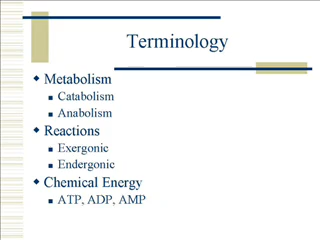 Terminology
Metabolism
Catabolism
Anabolism
Reactions
Exergonic
Endergonic
Chemical Energy
ATP, ADP, AMP